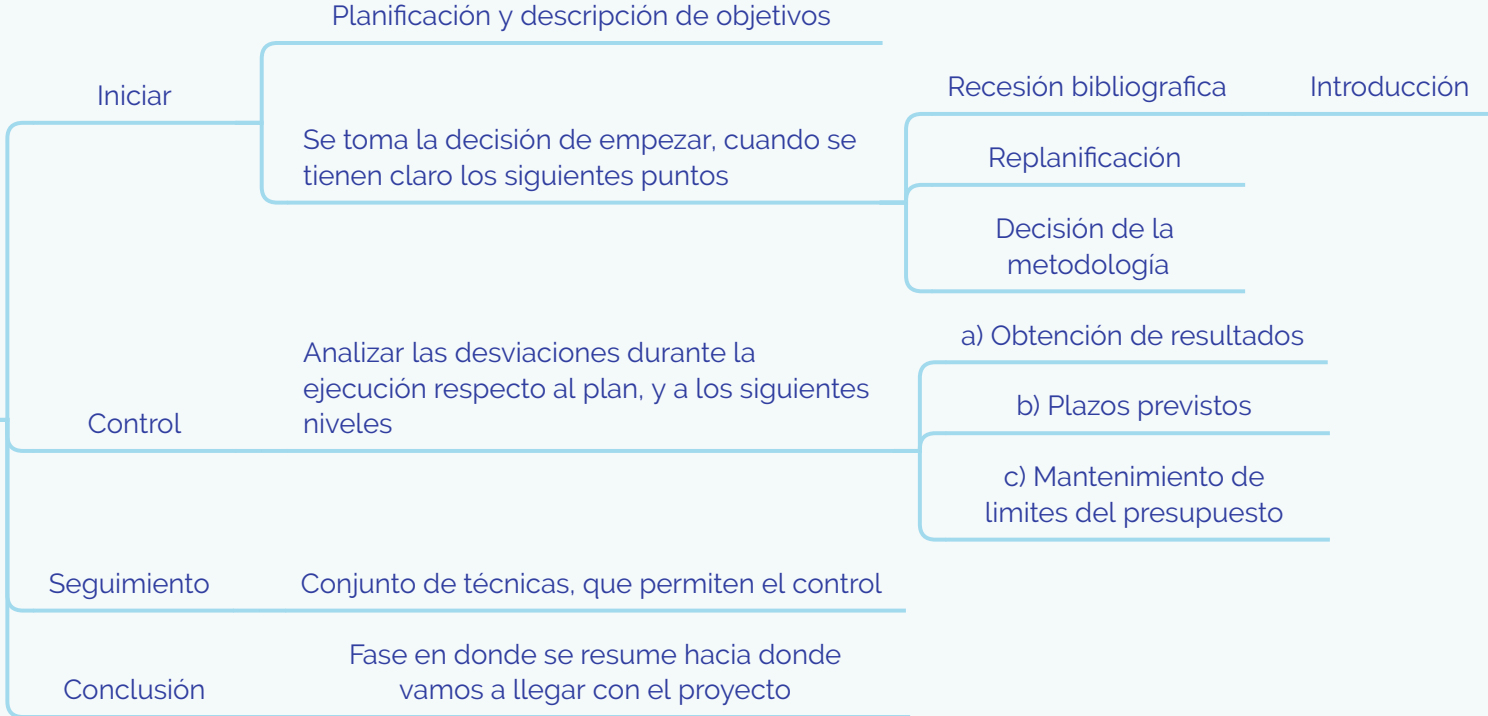 Planificación y descripción de objetivos
Iniciar
Se toma la decisión de empezar, cuando se
tienen claro los siguientes puntos
Recesión bibliografica
Introducción
Replanificación
Decisión de la
metodología
Control
Analizar las desviaciones durante la
ejecución respecto al plan, y a los siguientes
niveles
a) Obtención de resultados
b) Plazos previstos
c) Mantenimiento de
limites del presupuesto
Seguimiento
Conjunto de técnicas, que permiten el control
Conclusión
Fase en donde se resume hacia donde
vamos a llegar con el proyecto